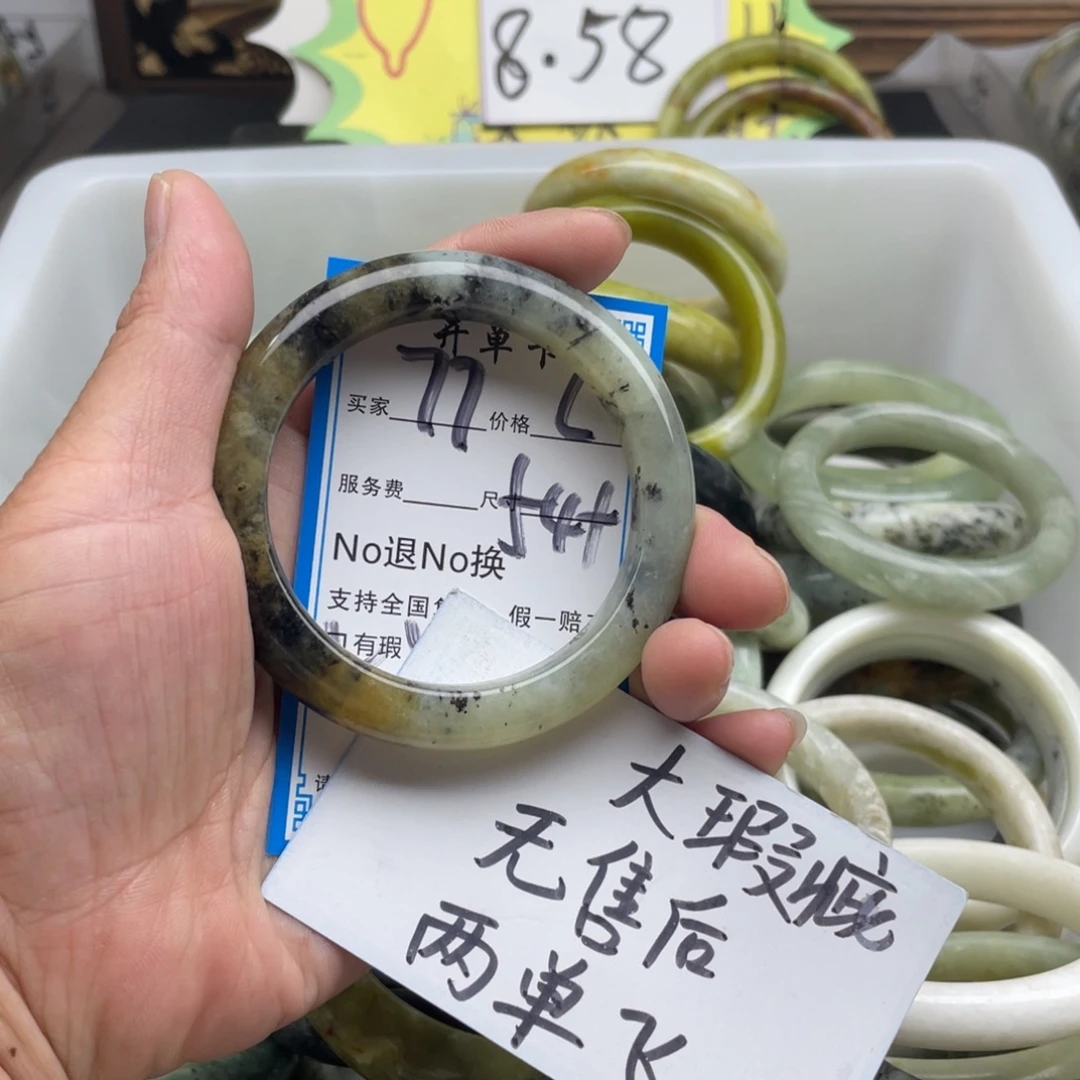 8.58
开单卡
买家 77 价格 L
服务费 尺寸 54#
No退No换
支持全国 假一赔
有瑕
请
大瑕疵
无售后
两单飞